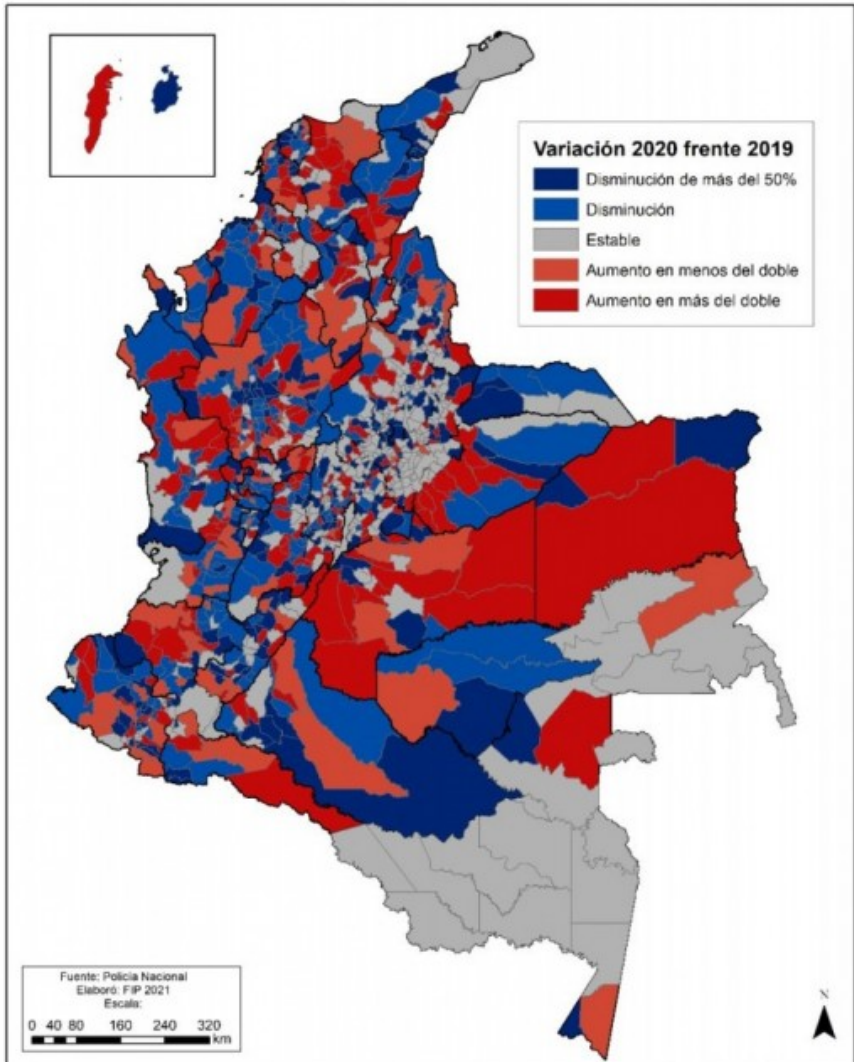 Variación 2020 frente 2019
Disminución de más del 50%
Disminución
Estable
Aumento en menos del doble
Aumento en más del doble
Fuente: Policía Nacional
Elaboró: FIP 2021
Escala:
0 40 80 160 240 320
km
N